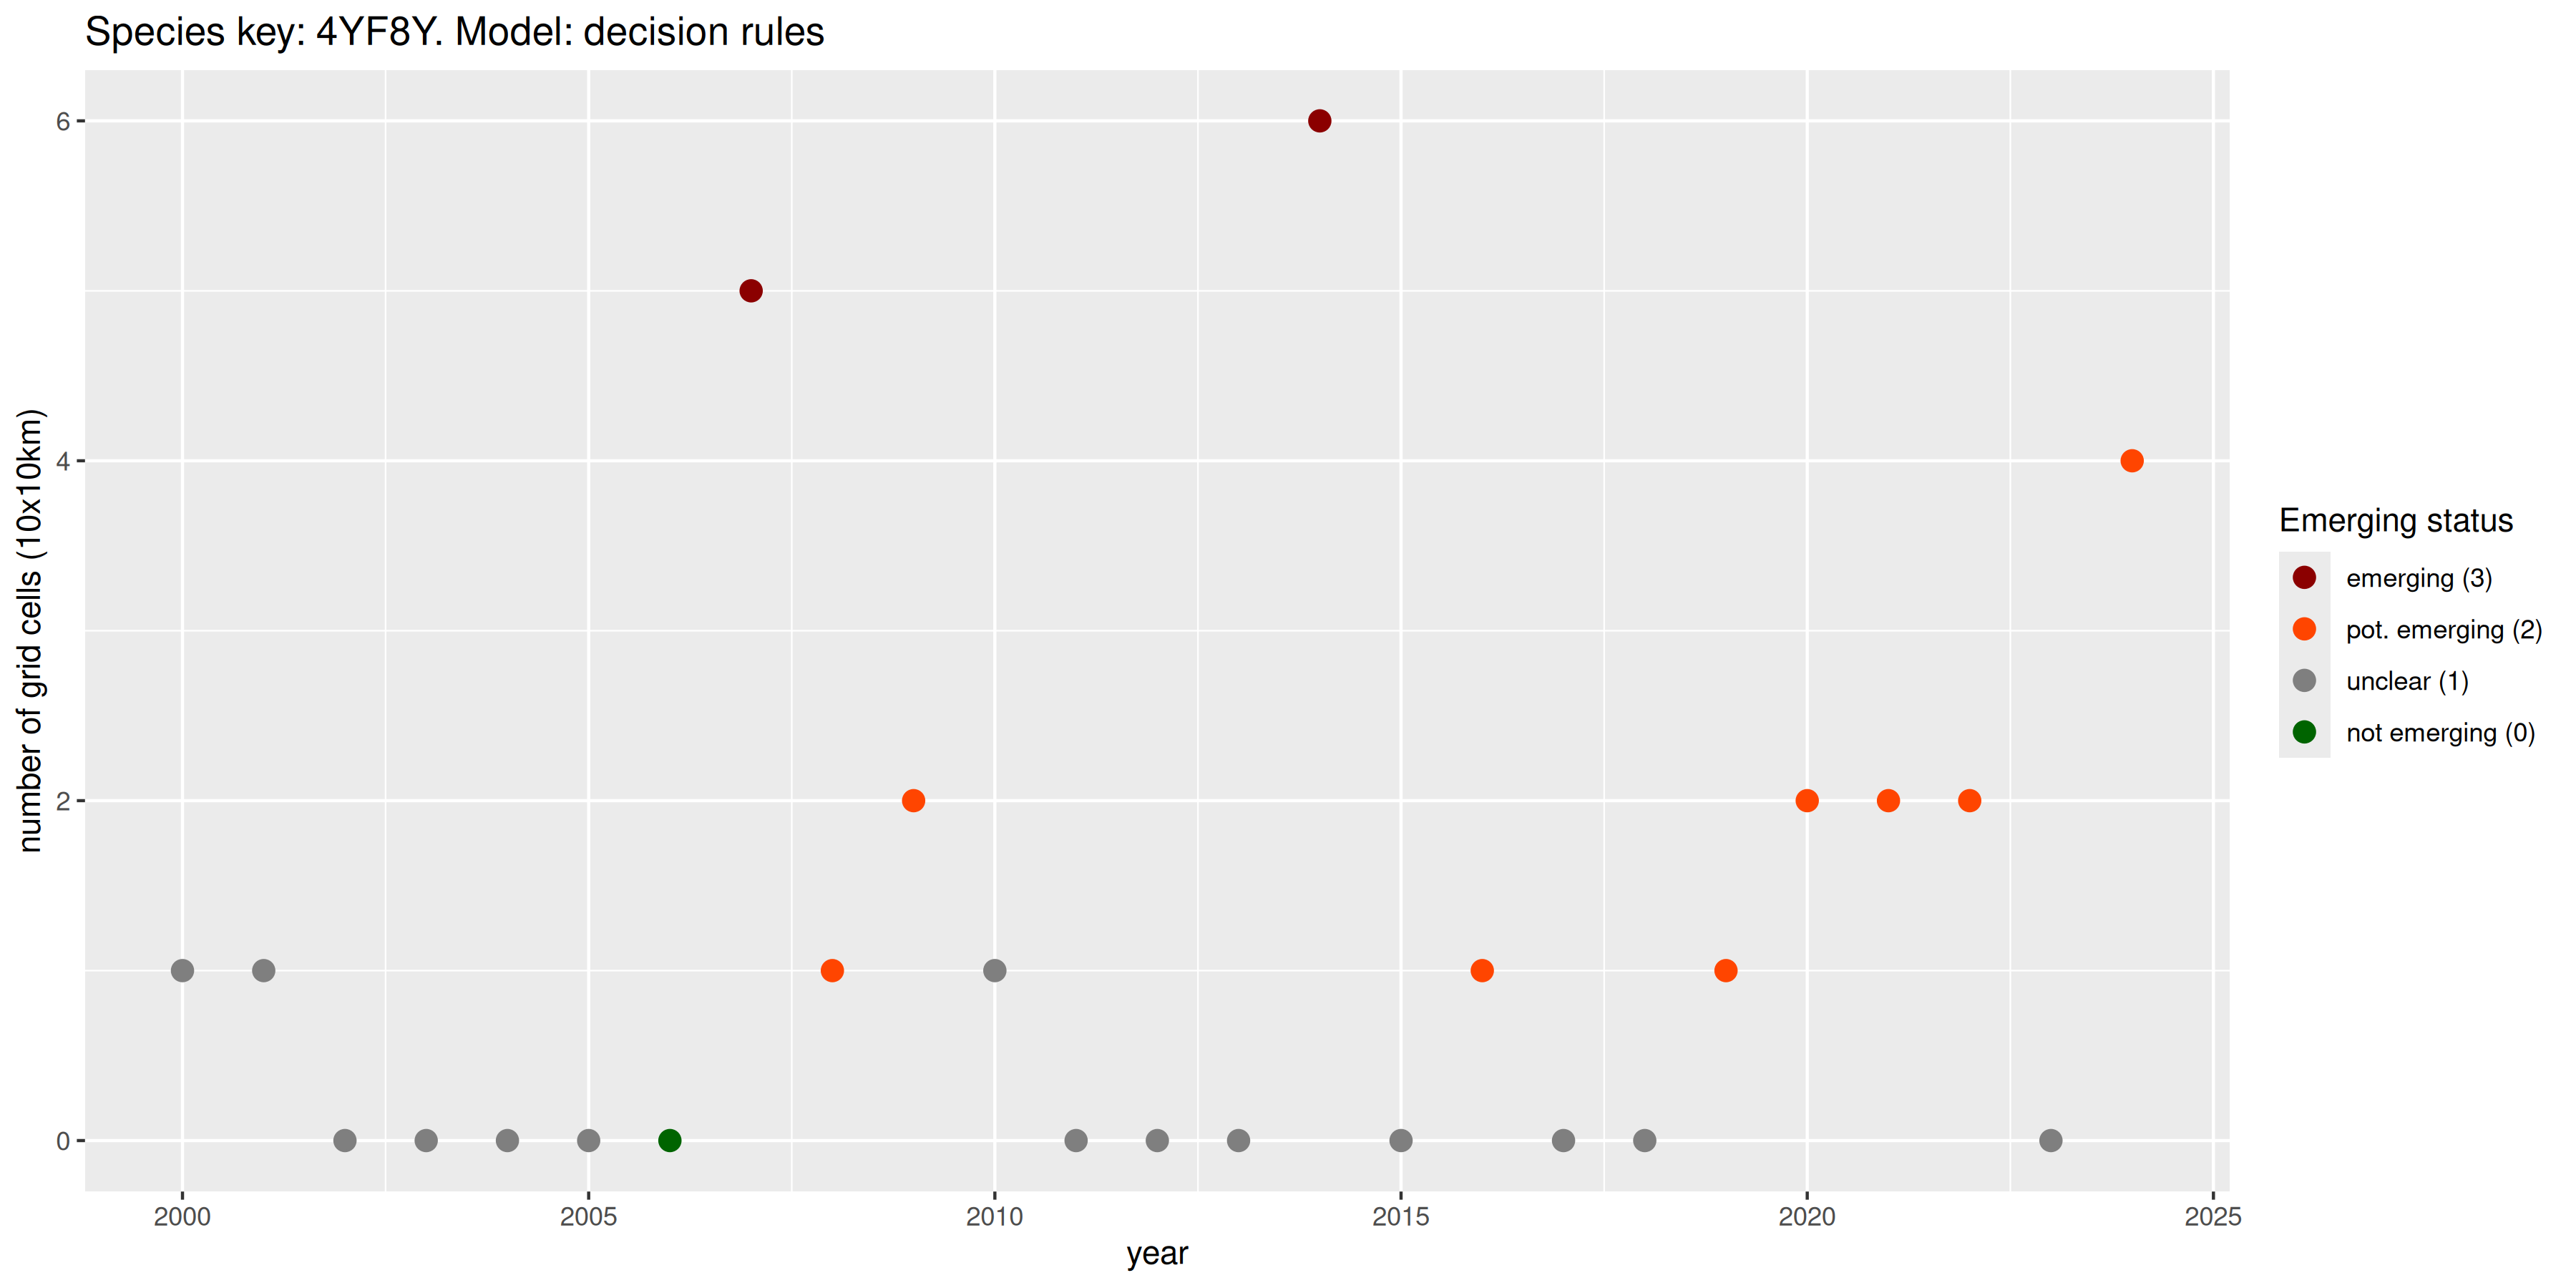 Species key: 4YF8Y. Model: decision rules
number of grid cells (10x10km)
6
4
2
0
2000
2005
2010
2015
2020
2025
year
Emerging status
emerging (3)
pot. emerging (2)
unclear (1)
not emerging (0)